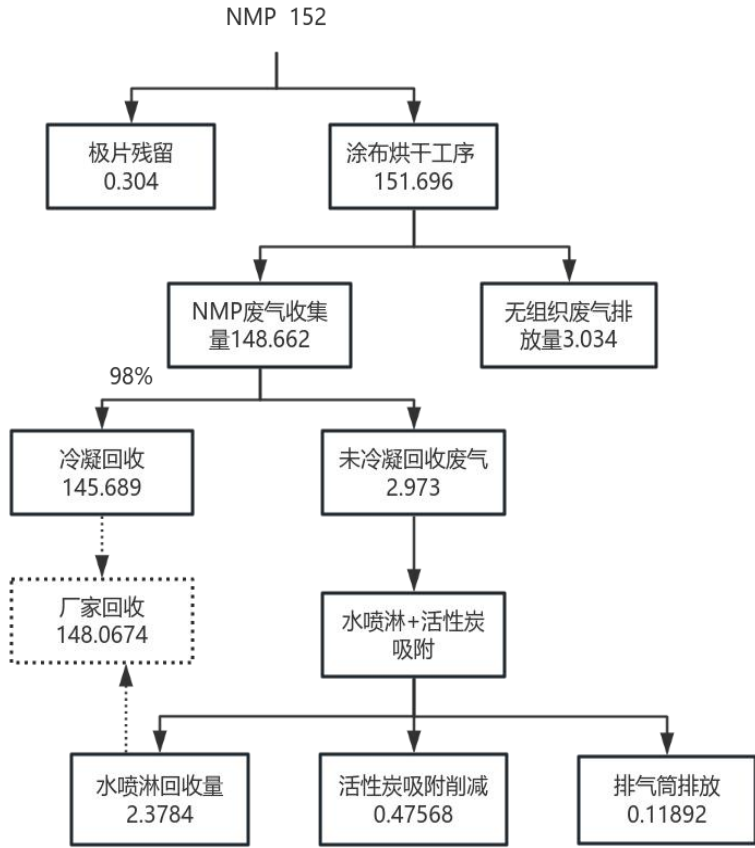 NMP 152
极片残留
0.304
涂布烘干工序
151.696
NMP废气收集
量148.662
无组织废气排
放量3.034
98%
冷凝回收
145.689
未冷凝回收废气
2.973
厂家回收
148.0674
水喷淋+活性炭
吸附
水喷淋回收量
2.3784
活性炭吸附削减
0.47568
排气筒排放
0.11892